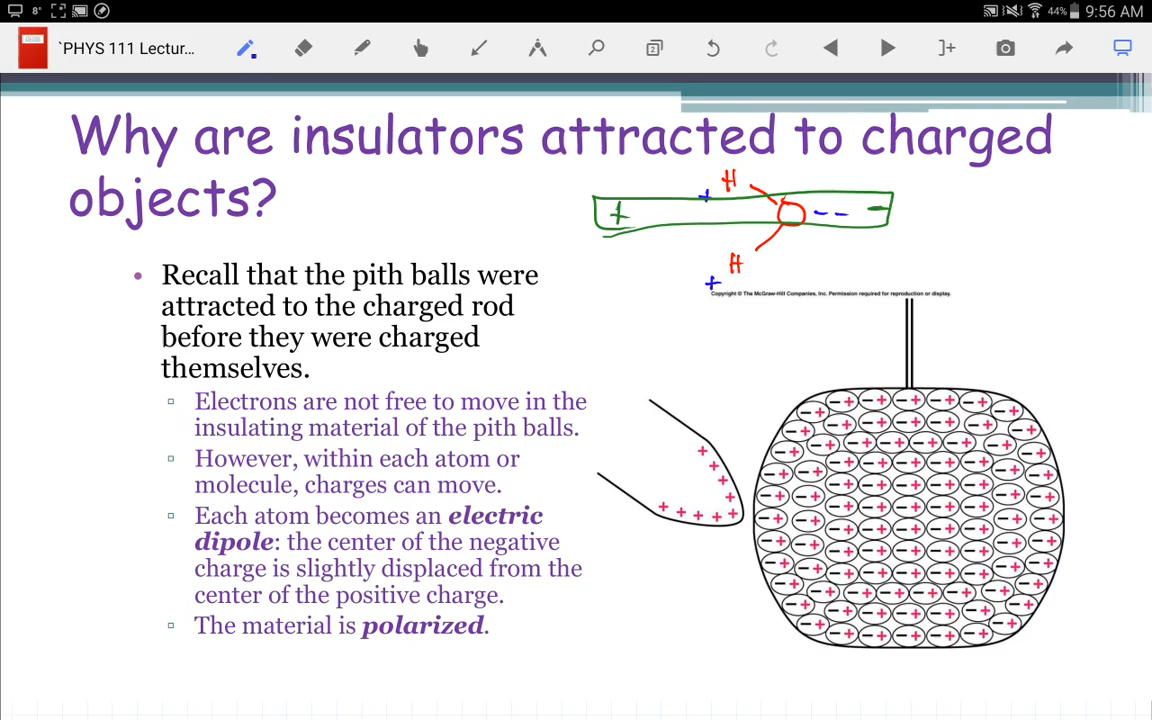 8°
44% 9:56 AM
`PHYS 111 Lectur...
2
]+
Why are insulators attracted to charged
objects?
+ H
+ - - -
H
+
Copyright © The McGraw-Hill Companies, Inc. Permission required for reproduction or display.
• Recall that the pith balls were
attracted to the charged rod
before they were charged
themselves.
▫ Electrons are not free to move in the
insulating material of the pith balls.
▫ However, within each atom or
molecule, charges can move.
▫ Each atom becomes an electric
dipole: the center of the negative
charge is slightly displaced from the
center of the positive charge.
▫ The material is polarized.